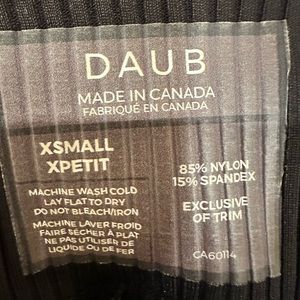 DAUB
MADE IN CANADA
FABRIQUÉ EN CANADA
XSMALL
XPETIT
MACHINE WASH COLD
LAY FLAT TO DRY
DO NOT BLEACH/IRON
MACHINE LAVER FROID
FAIRE SÉCHER À PLAT
NE PAS UTILISER DE
LIQUIDE OU DE FER
85% NYLON
15% SPANDEX
EXCLUSIVE
OF TRIM
CA60114